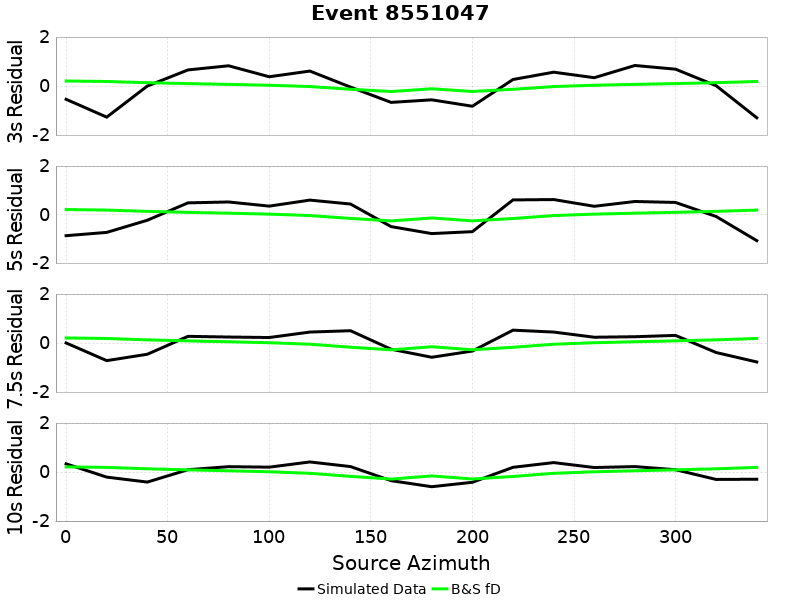 Event 8551047
3s Residual
2
0
-2
5s Residual
2
0
-2
7.5s Residual
2
0
-2
10s Residual
2
0
-2
0 50 100 150 200 250 300
Source Azimuth
Simulated Data B&S fD